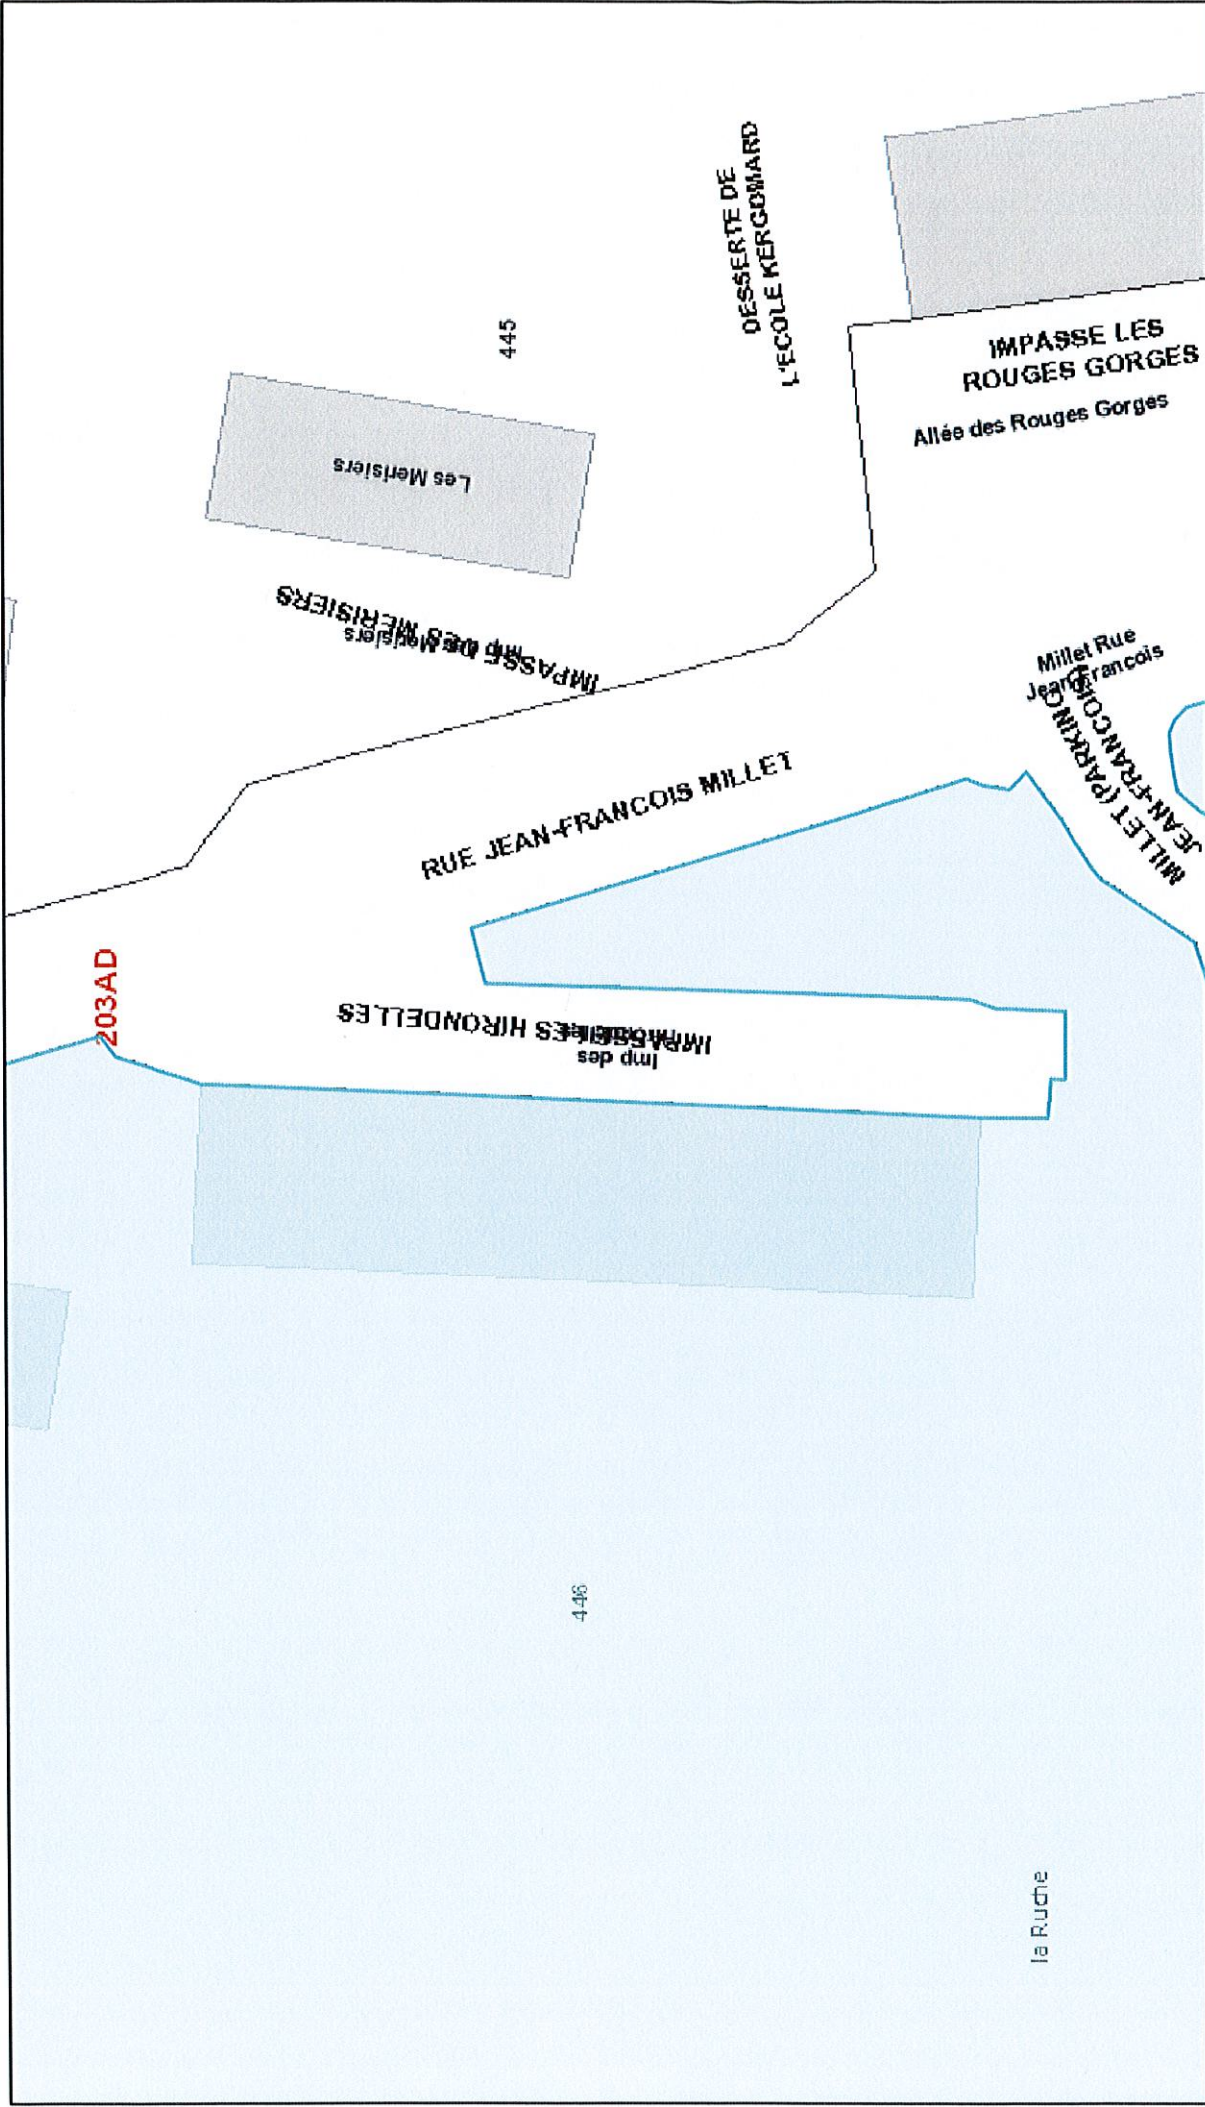 DESSERTE DE
L'ECOLE KERGOMARD
445
IMPASSE LES
ROUGES GORGES
Allée des Rouges Gorges
Les Merisiers
IMPASSE DES MERISIERS
Imp des Merisiers
Millet Rue
Jean Francois
MILLET (PARKING
JEAN-FRANCOIS
RUE JEAN-FRANCOIS MILLET
203AD
IMPASSE LES HIRONDELLES
Imp des
446
la Ruche